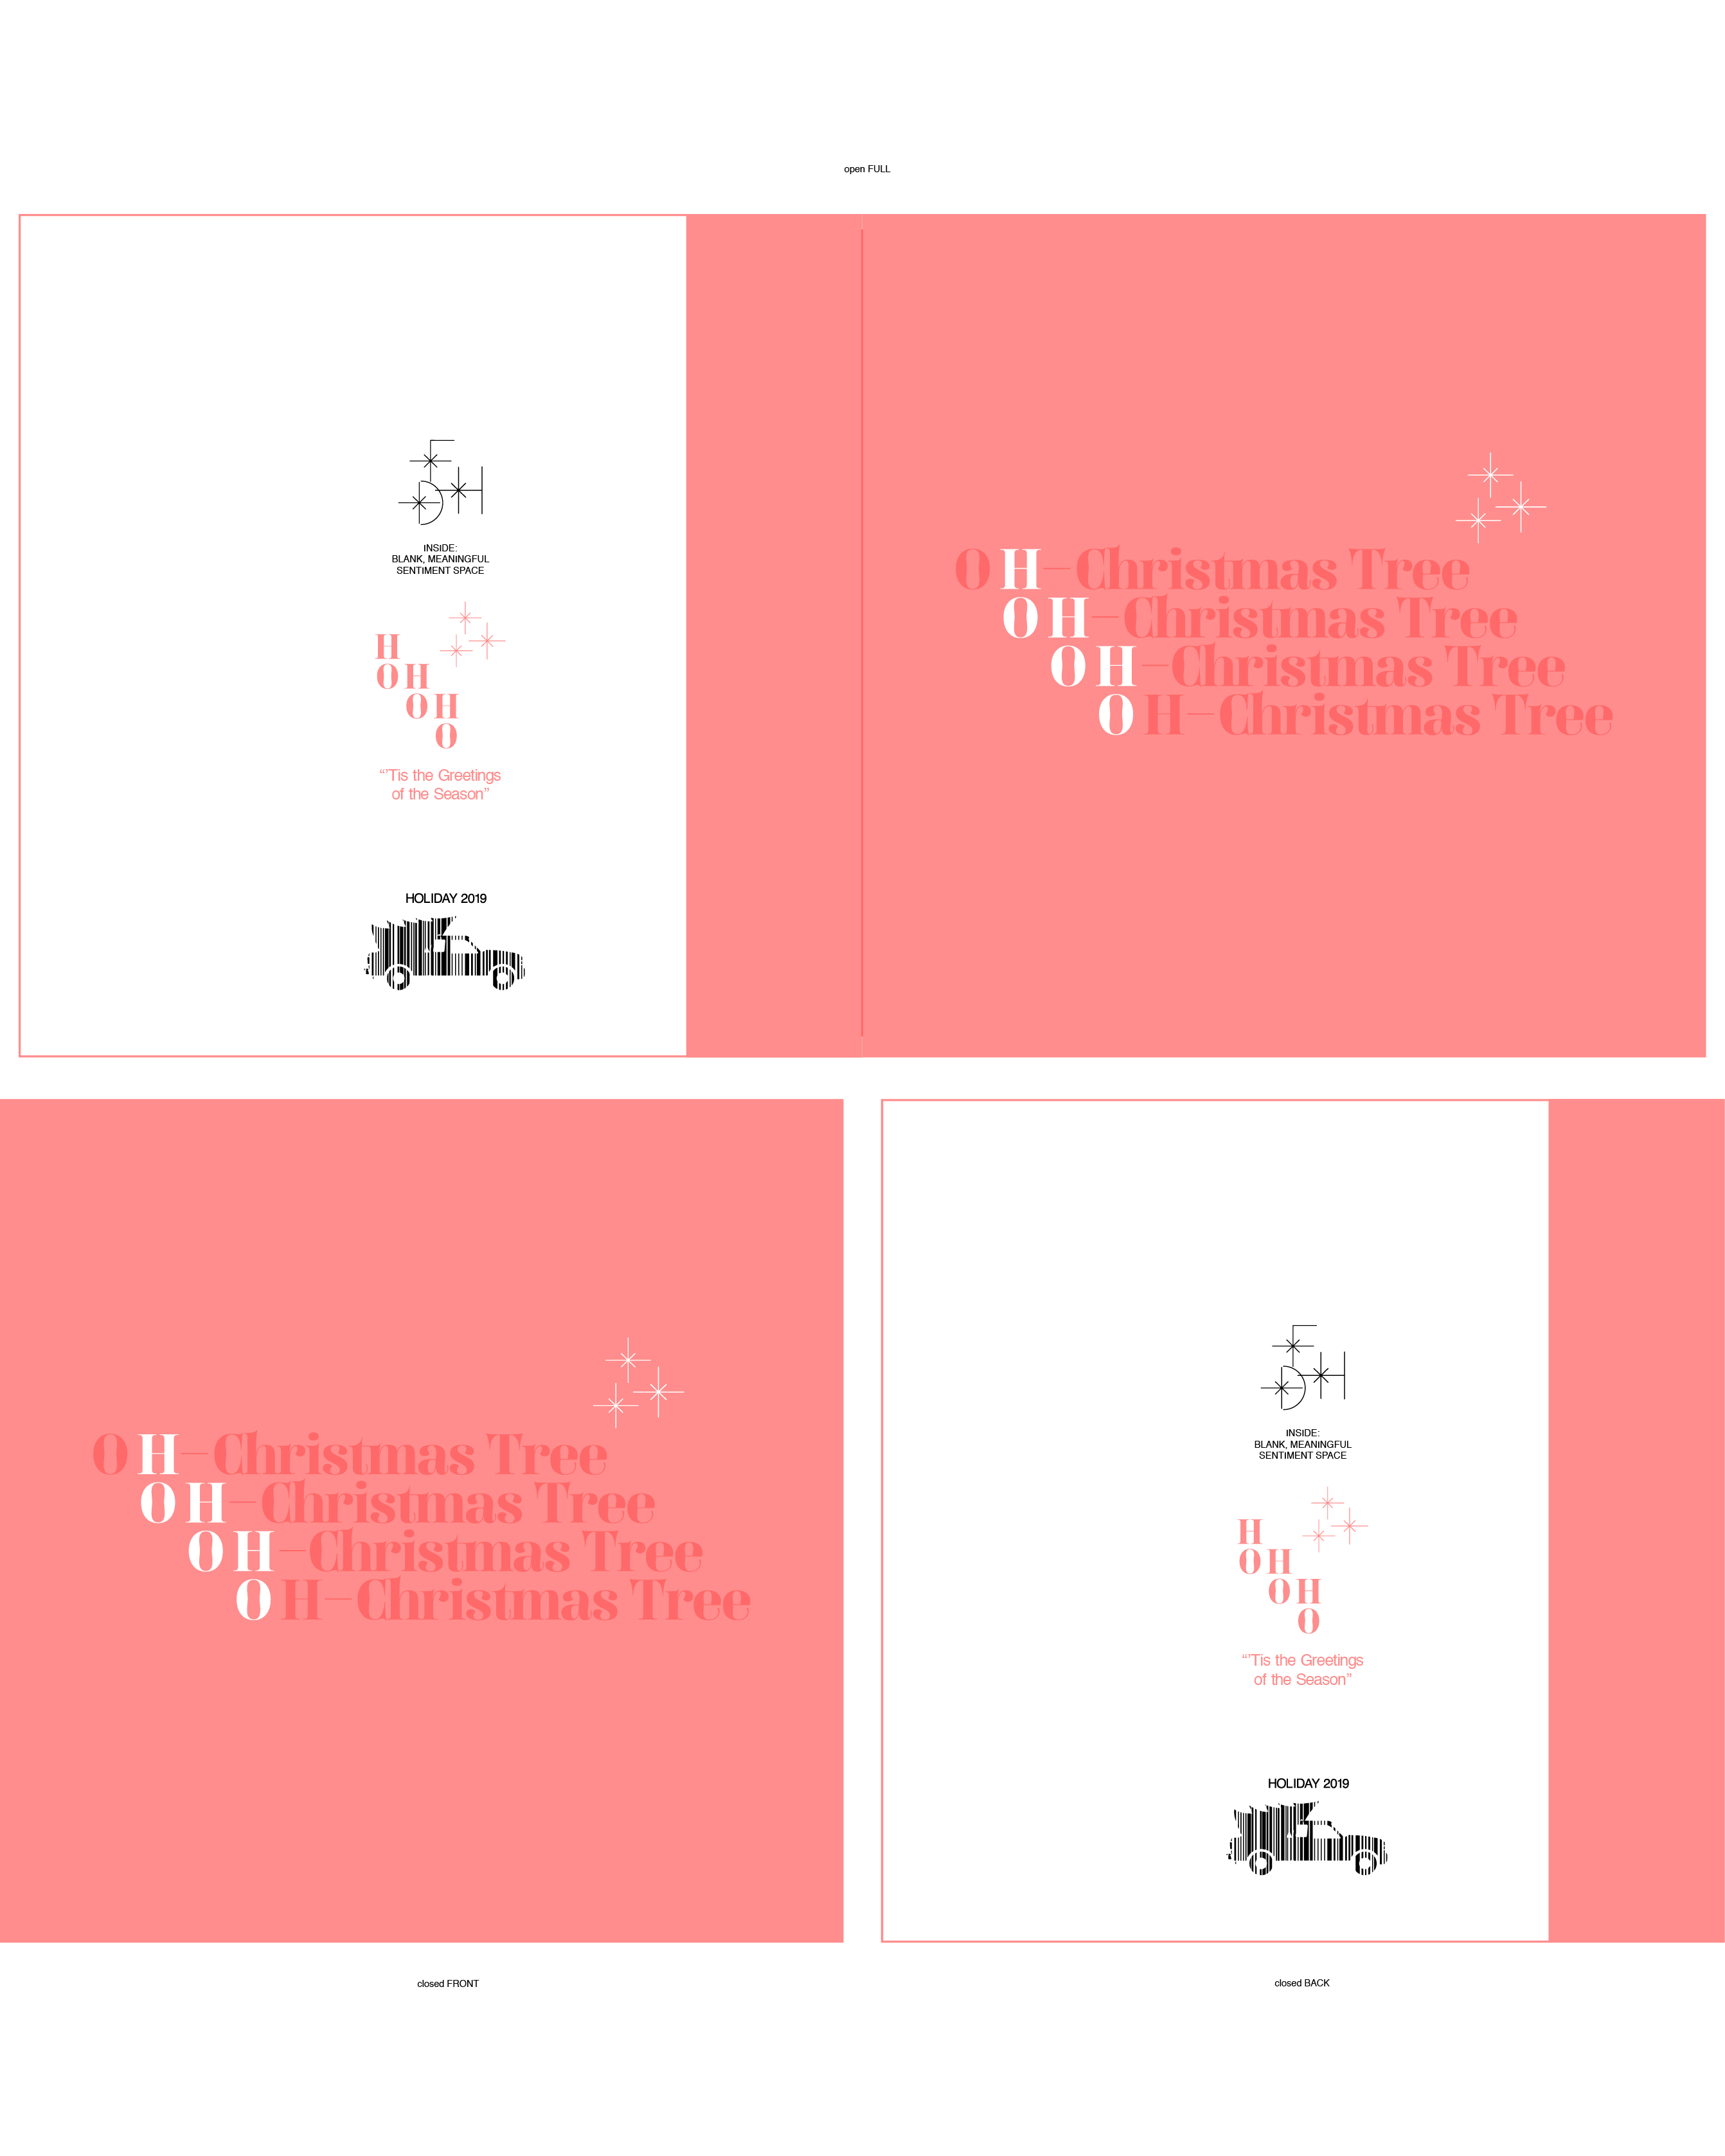 open FULL
FDH
INSIDE:
BLANK, MEANINGFUL
SENTIMENT SPACE
H
O H
O H
O
“’Tis the Greetings
of the Season”
HOLIDAY 2019
O H—Christmas Tree
O H—Christmas Tree
O H—Christmas Tree
O H—Christmas Tree
O H—Christmas Tree
O H—Christmas Tree
O H—Christmas Tree
O H—Christmas Tree
closed FRONT
FDH
INSIDE:
BLANK, MEANINGFUL
SENTIMENT SPACE
H
O H
O H
O
“’Tis the Greetings
of the Season”
HOLIDAY 2019
closed BACK